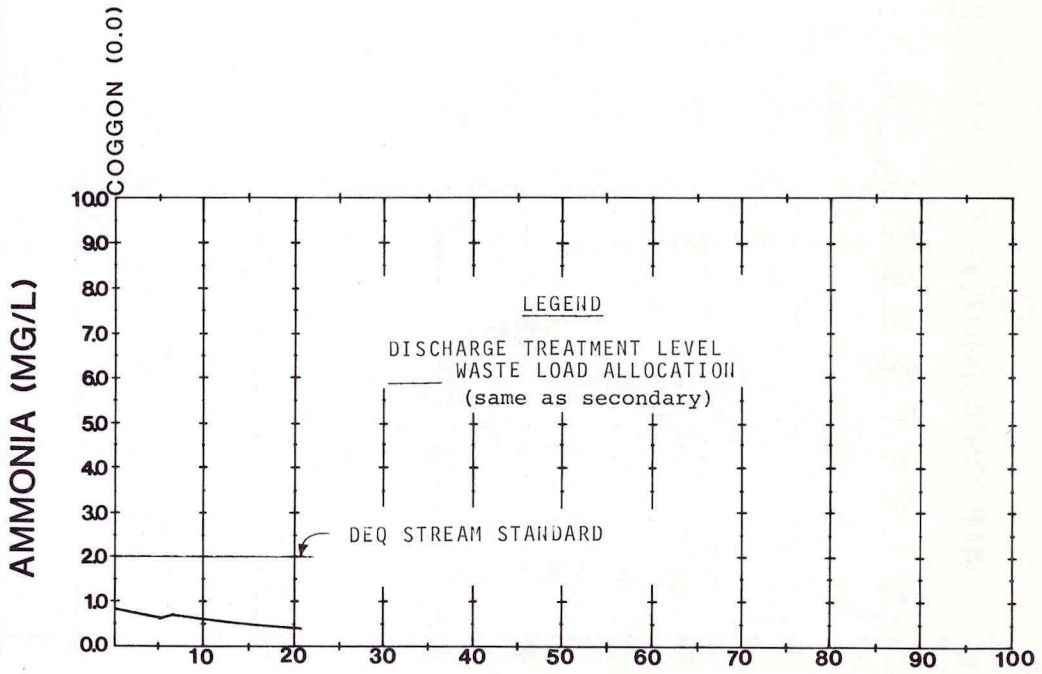 COGGON (0.0)
AMMONIA (MG/L)
10.0
9.0
8.0
7.0
6.0
5.0
4.0
3.0
2.0
1.0
0.0
LEGEND
DISCHARGE TREATMENT LEVEL
WASTE LOAD ALLOCATION
(same as secondary)
DEQ STREAM STANDARD
10 20 30 40 50 60 70 80 90 100